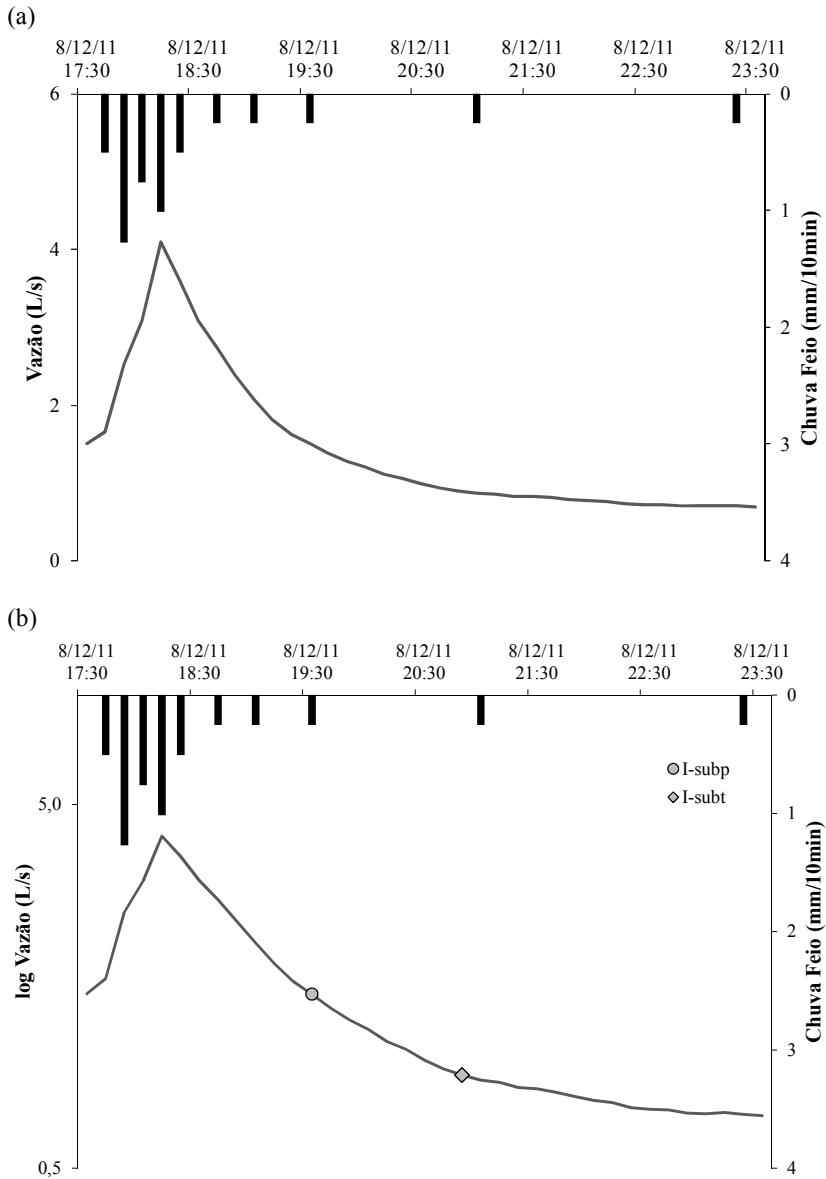 (a)
8/12/11 8/12/11 8/12/11 8/12/11 8/12/11 8/12/11 8/12/11
17:30 18:30 19:30 20:30 21:30 22:30 23:30
6 0
1
4
2
2
3
0 4
Vazão (L/s)
Chuva Feio (mm/10min)
(b)
8/12/11 8/12/11 8/12/11 8/12/11 8/12/11 8/12/11 8/12/11
17:30 18:30 19:30 20:30 21:30 22:30 23:30
0
I-subp
I-subt
5,0 1
2
3
0,5 4
log Vazão (L/s)
Chuva Feio (mm/10min)